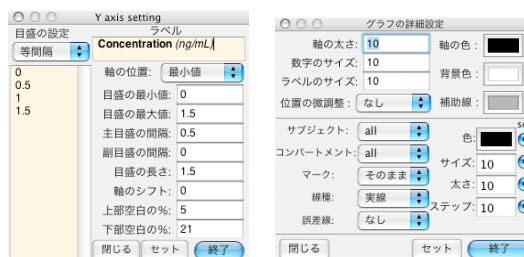 Y axis setting
目盛の設定
等間隔
0
0.5
1
1.5
ラベル
Concentration (ng/mL)
軸の位置: 最小値
目盛の最小値: 0
目盛の最大値: 1.5
主目盛の間隔: 0.5
副目盛の間隔: 0
目盛の長さ: 1.5
軸のシフト: 0
上部空白の%: 5
下部空白の%: 21
閉じる セット 終了
グラフの詳細設定
軸の太さ: 10 軸の色:
数字のサイズ: 10
ラベルのサイズ: 10 背景色:
位置の微調整: なし 補助線:
サブジェクト: all
コンパートメント: all
マーク: そのまま
線種: 実線
誤差線: なし
色:
サイズ: 10
太さ: 10
ステップ: 10
閉じる セット 終了